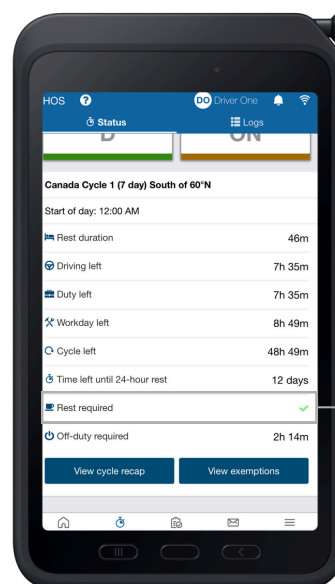 HOS ? DO Driver One
Status Logs
D ON
Canada Cycle 1 (7 day) South of 60°N
Start of day: 12:00 AM
Rest duration 46m
Driving left 7h 35m
Duty left 7h 35m
Workday left 8h 49m
Cycle left 48h 49m
Time left until 24-hour rest 12 days
Rest required
Off-duty required 2h 14m
View cycle recap View exemptions